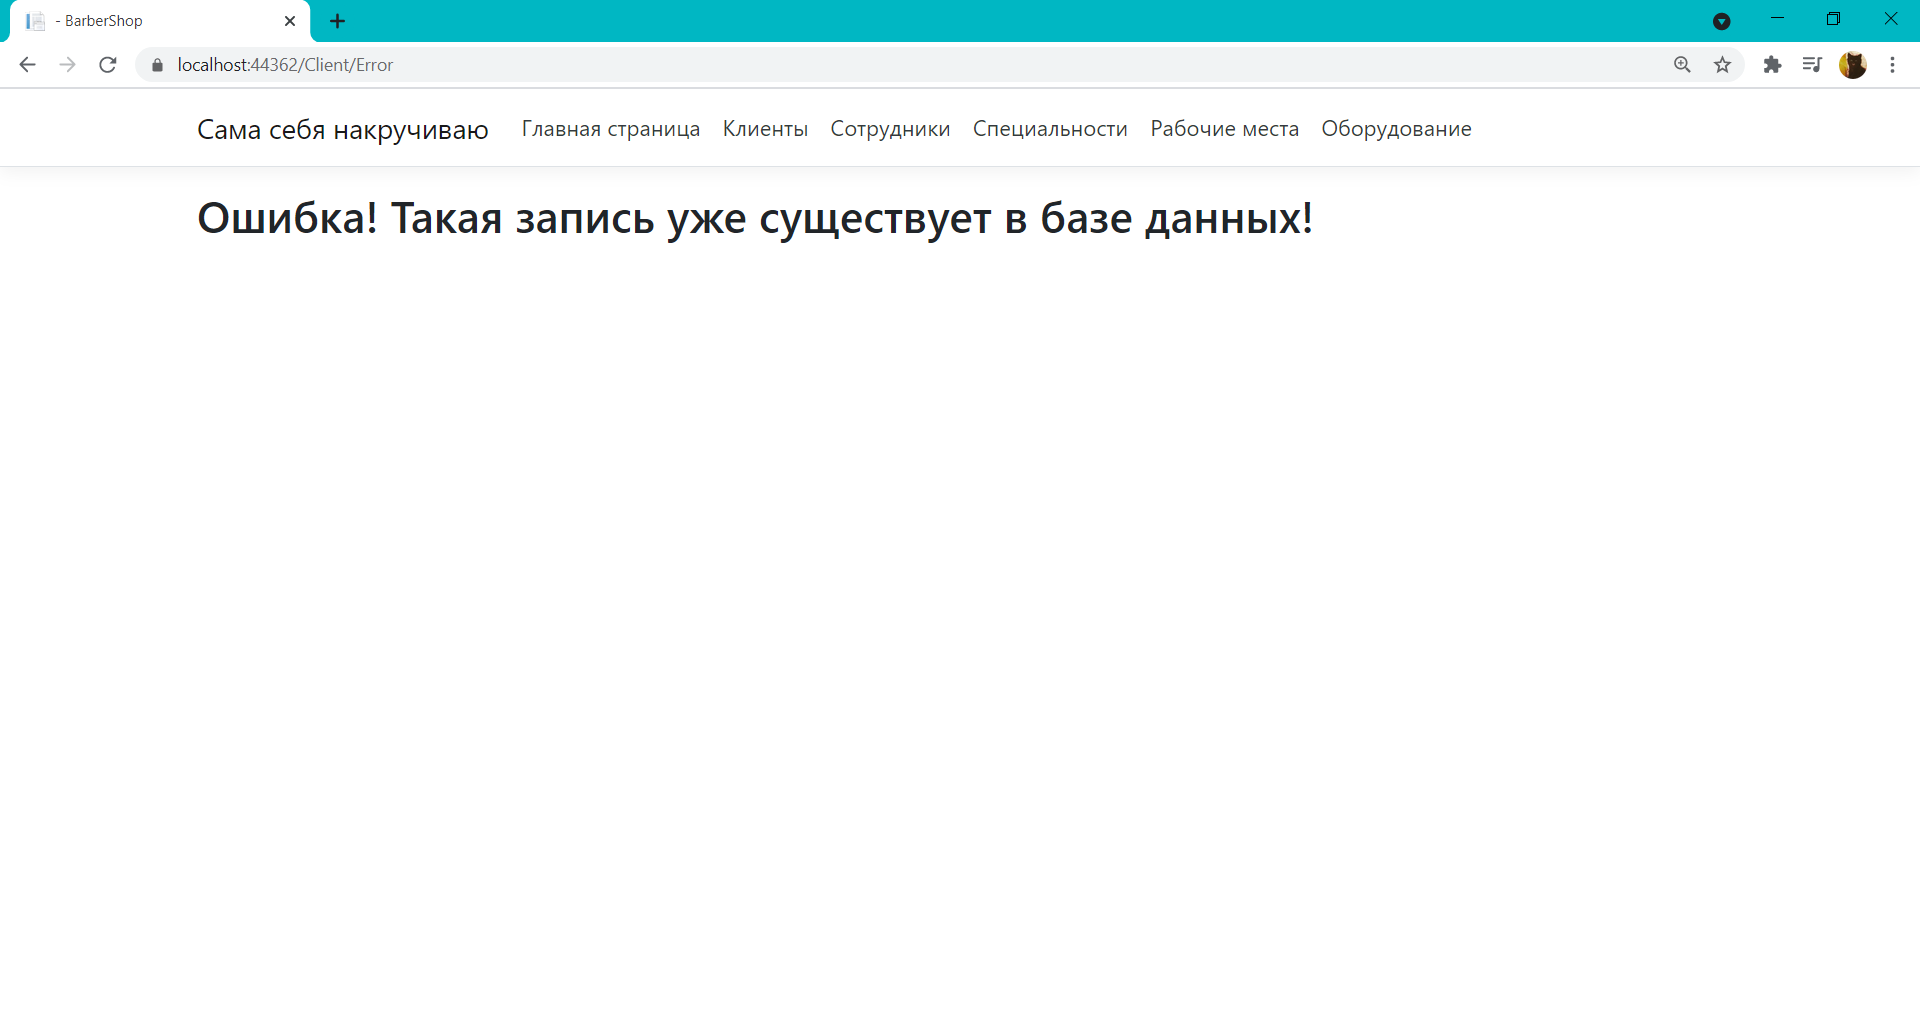 - BarberShop
localhost:44362/Client/Error
Сама себя накручиваю Главная страница Клиенты Сотрудники Специальности Рабочие места Оборудование
Ошибка! Такая запись уже существует в базе данных!